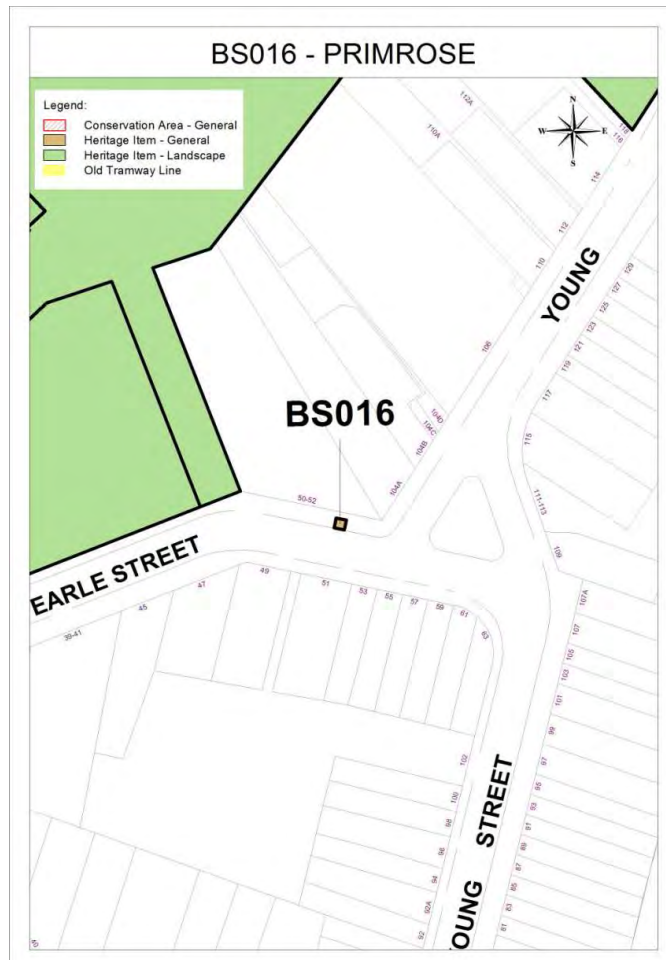 BS016 - PRIMROSE
Legend:
Conservation Area - General
Heritage Item - General
Heritage Item - Landscape
Old Tramway Line
N
W
E
S
112A
110A
118
116
114
112
110
YOUNG
129
127
125
123
121
119
117
106
115
BS016
104D
104C
104B
104A
111-113
50-52
109
EARLE STREET
107A
49
51
53
55
57
59
61
63
47
45
39-41
107
105
103
101
99
97
95
93
91
89
87
85
83
81
102
100
98
96
94
92A
92
YOUNG STREET
60